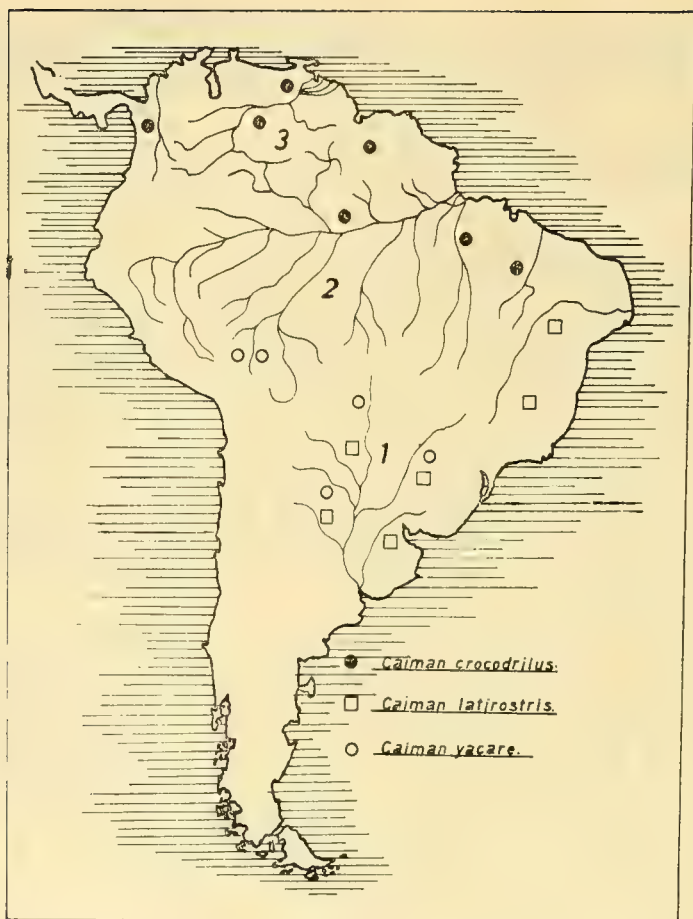 3
2
1
Caiman crocodrilus.
Caiman latirostris.
Caiman yacare.